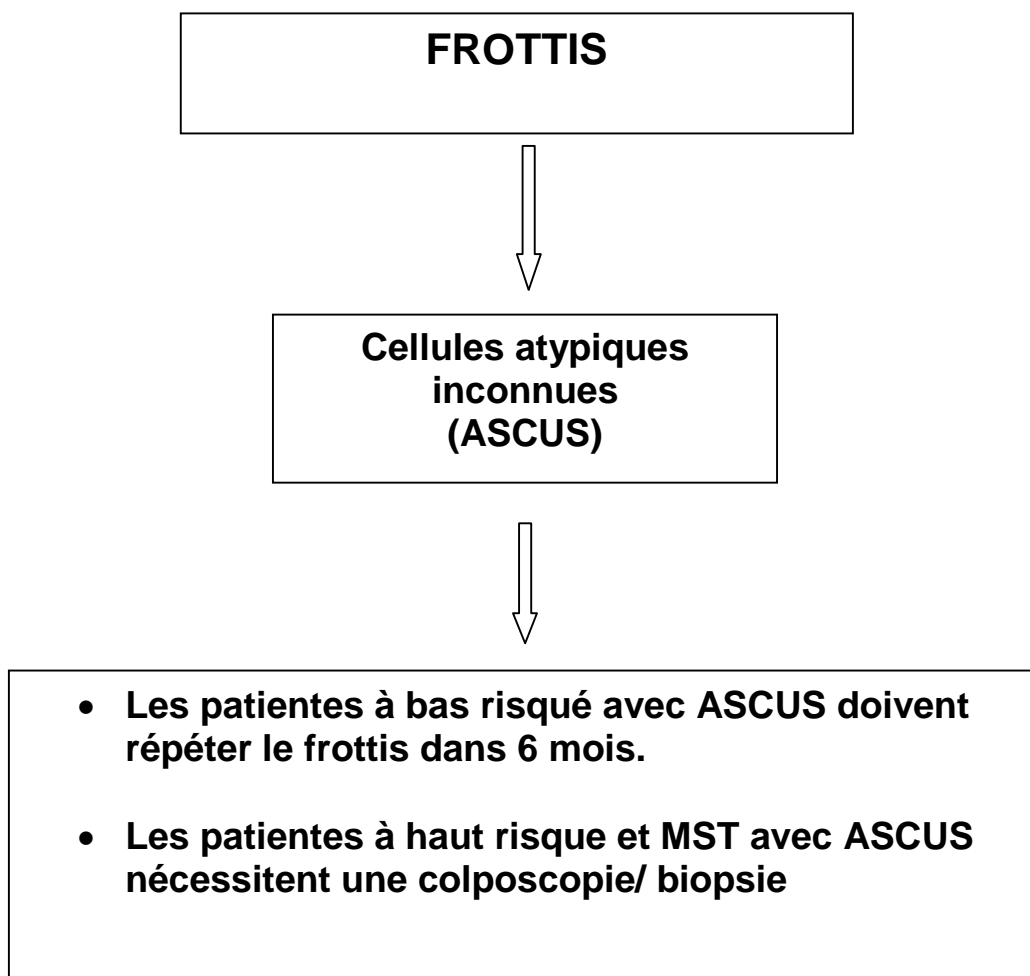 FROTTIS
Cellules atypiques
inconnues
(ASCUS)
• Les patientes à bas risqué avec ASCUS doivent
répéter le frottis dans 6 mois.
• Les patientes à haut risque et MST avec ASCUS
nécessitent une colposcopie/ biopsie